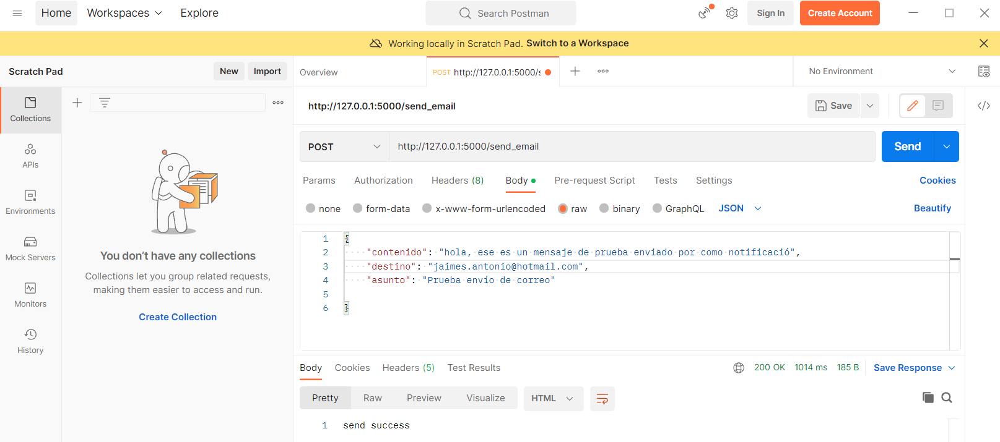 Home Workspaces Explore Search Postman Sign In Create Account
Working locally in Scratch Pad. Switch to a Workspace
Scratch Pad New Import
Overview POST http://127.0.0.1:5000/s No Environment
Collections
APIs
Environments
Mock Servers
Monitors
History
You don't have any collections
Collections let you group related requests,
making them easier to access and run.
Create Collection
http://127.0.0.1:5000/send_email Save
POST http://127.0.0.1:5000/send_email Send
Params Authorization Headers (8) Body Pre-request Script Tests Settings Cookies
none form-data x-www-form-urlencoded raw binary GraphQL JSON Beautify
1 {
2 "contenido": "hola, ese es un mensaje de prueba enviado por como notificació",
3 "destino": "jaimes.antonio@hotmail.com",
4 "asunto": "Prueba envío de correo"
5
6 }
Body Cookies Headers (5) Test Results 200 OK 1014 ms 185 B Save Response
Pretty Raw Preview Visualize HTML
1 send success